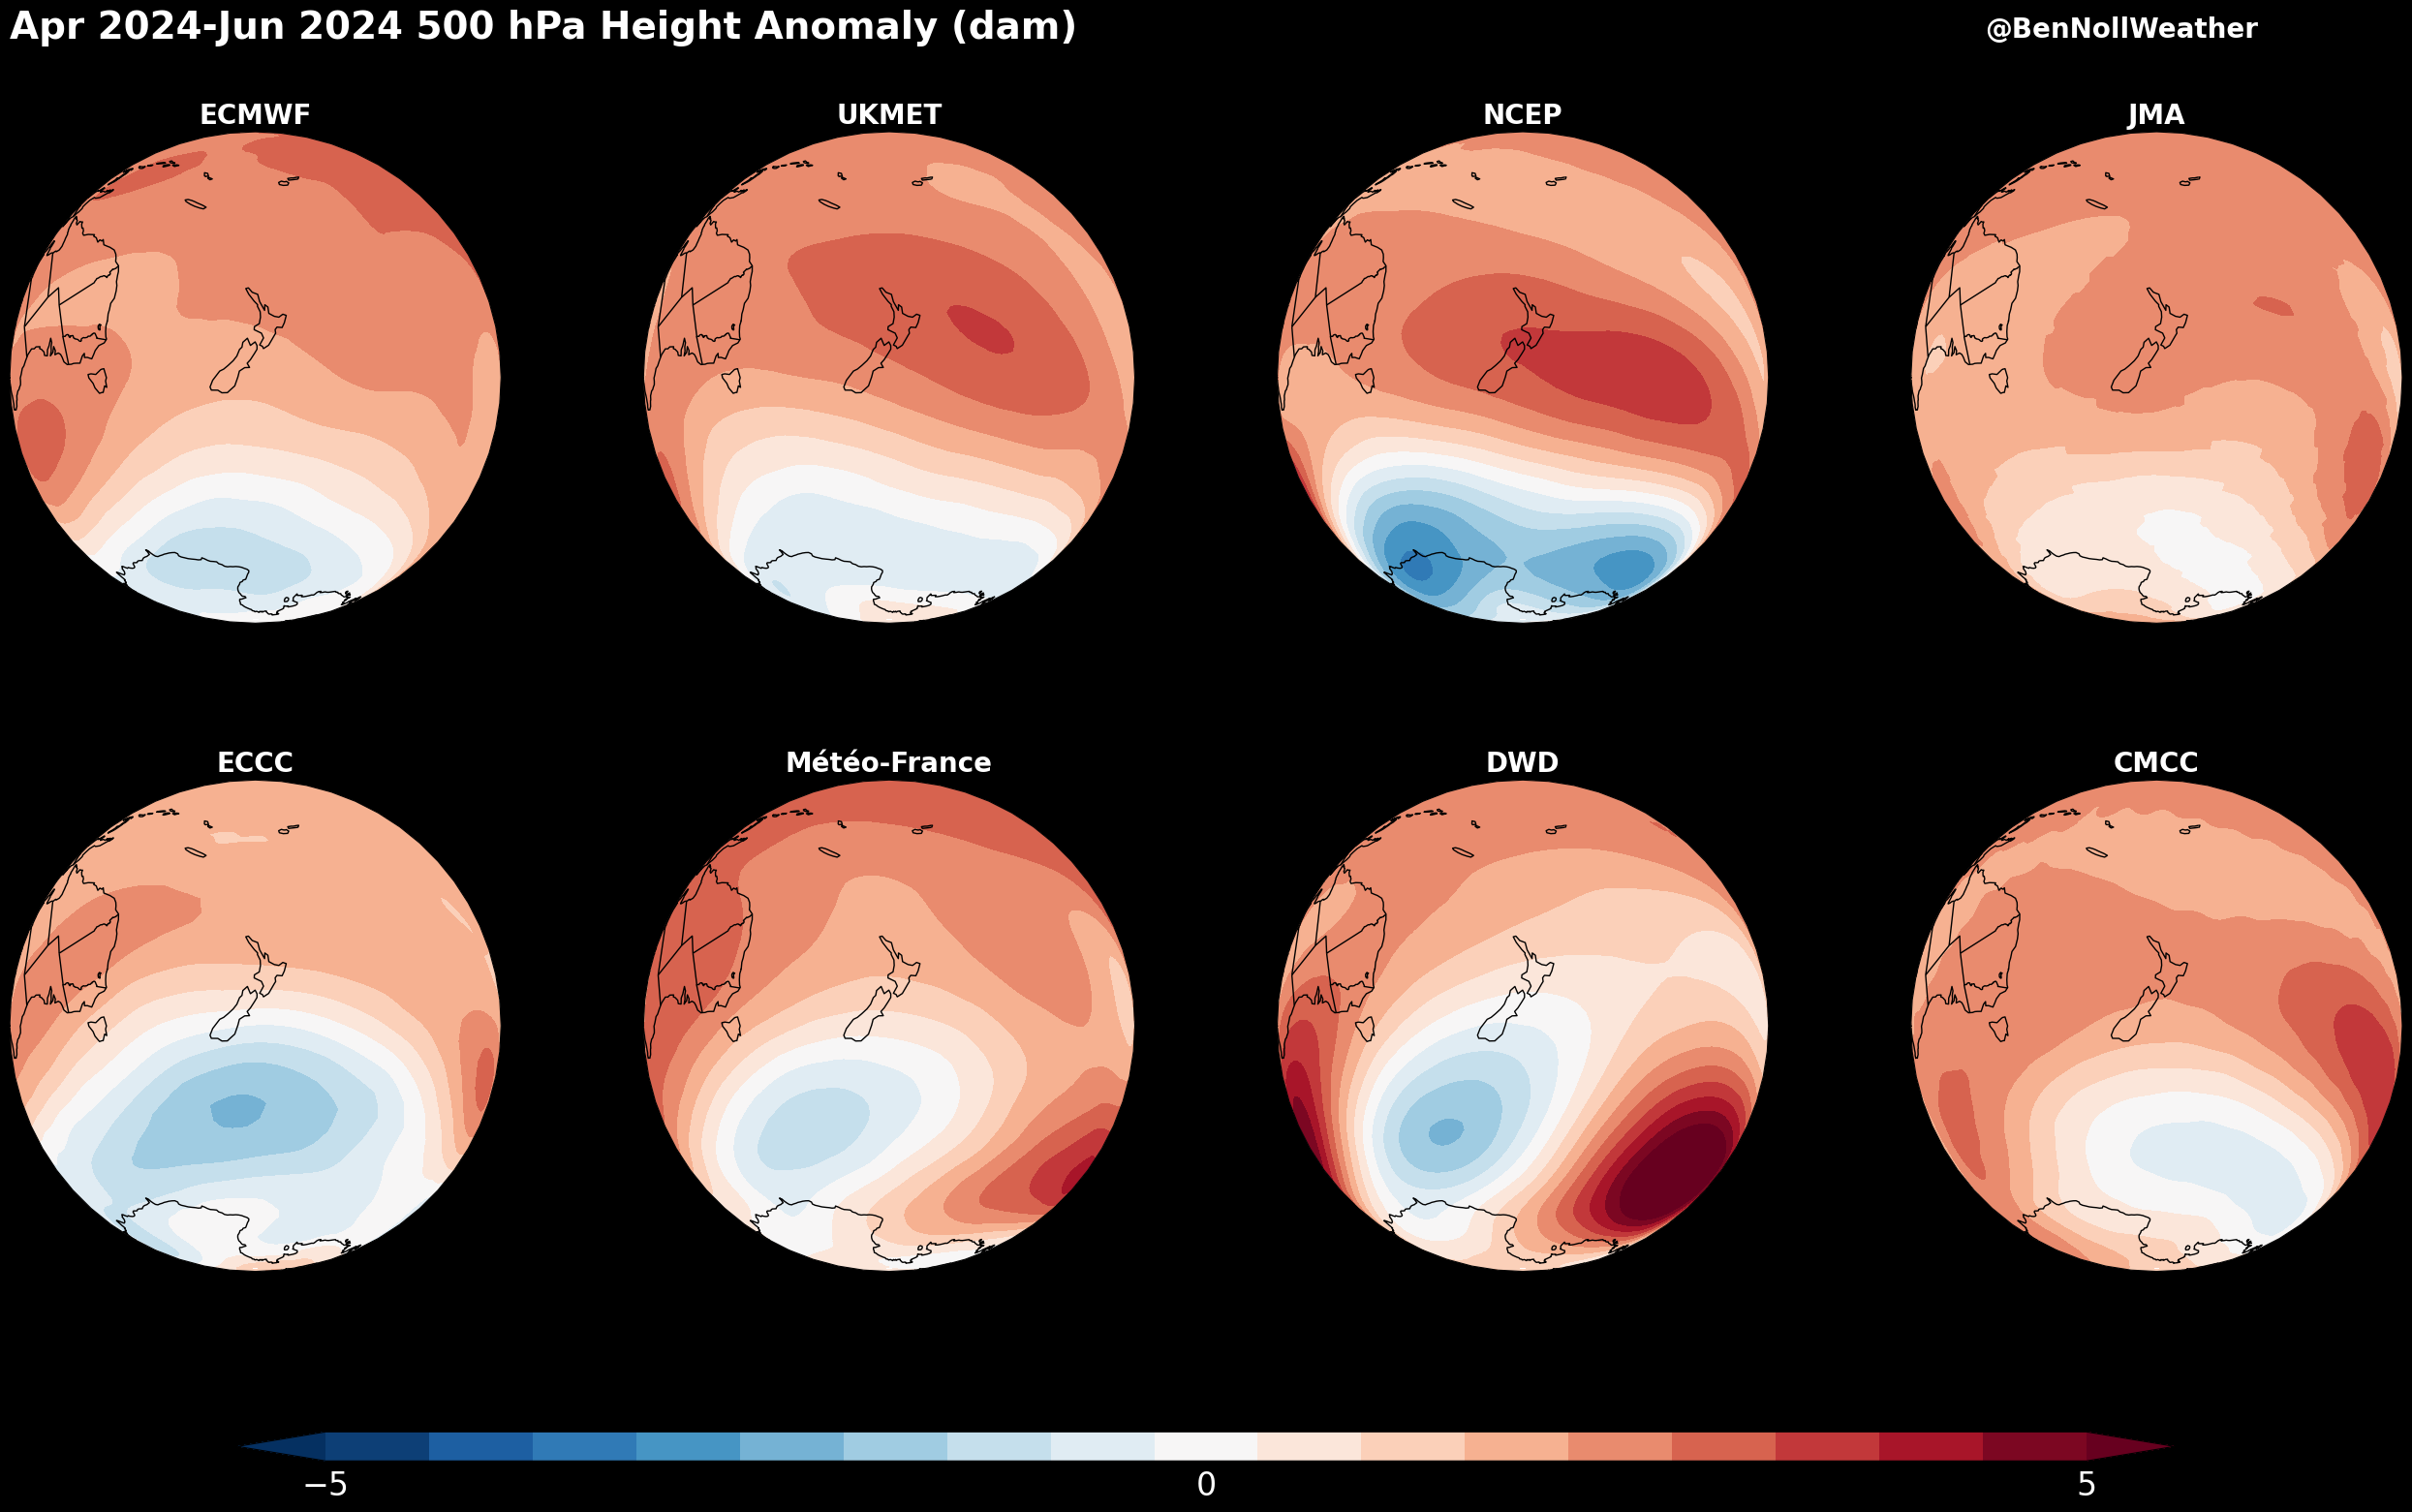 Apr 2024-Jun 2024 500 hPa Height Anomaly (dam)
@BenNollWeather
ECMWF
UKMET
NCEP
JMA
ECCC
Météo-France
DWD
CMCC
−5
0
5